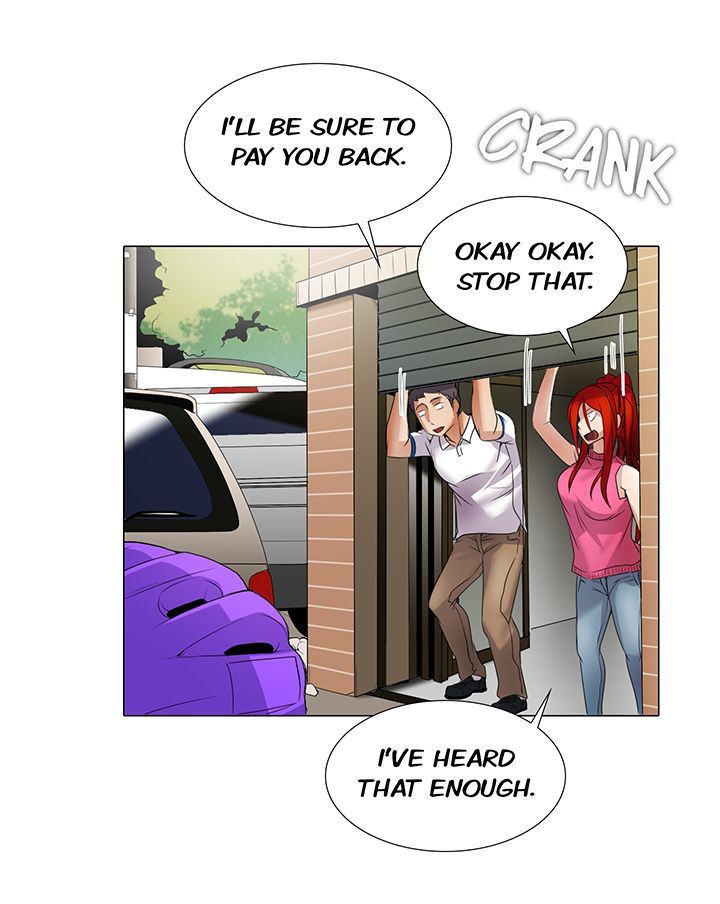 I'LL BE SURE TO
PAY YOU BACK.
CRANK
OKAY OKAY.
STOP THAT.
I'VE HEARD
THAT ENOUGH.